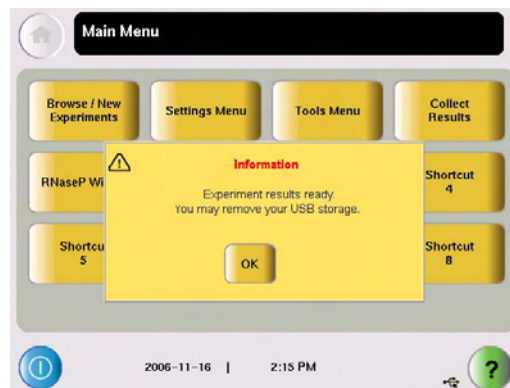 Main Menu
Browse / New
Experiments
Settings Menu
Tools Menu
Collect
Results
RNaseP Wi
Shortcut
4
Information
Experiment results ready.
You may remove your USB storage.
OK
Shortcu
5
Shortcut
8
2006-11-16 | 2:15 PM
?